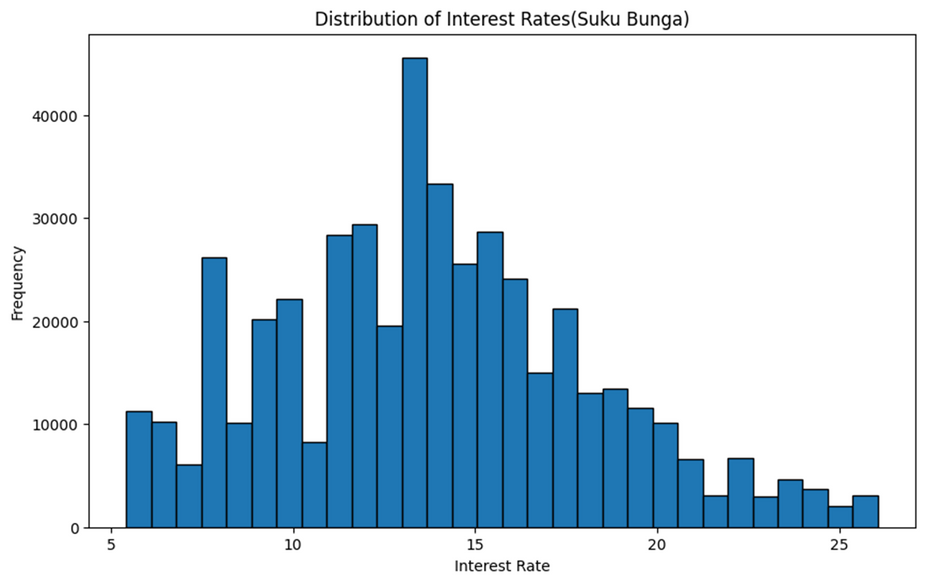 Distribution of Interest Rates(Suku Bunga)
40000
30000
20000
10000
0
Frequency
5 10 15 20 25
Interest Rate